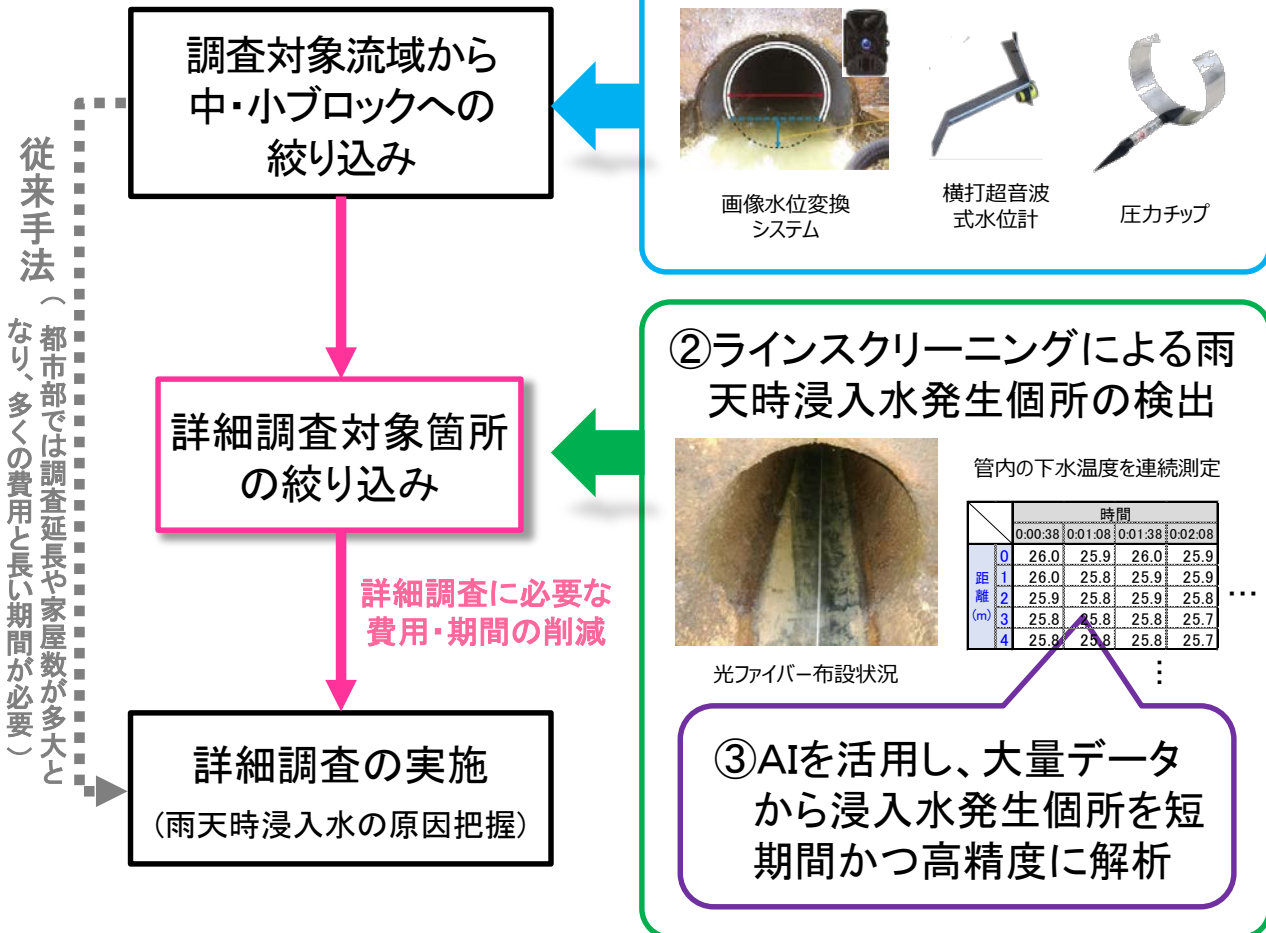 調査対象流域から
中・小ブロックへの
絞り込み
画像水位変換
システム
横打超音波
式水位計
圧力チップ
従来手法
（都市部では調査延長や家屋数が多大と
なり、多くの費用と長い期間が必要）
詳細調査対象箇所
の絞り込み
詳細調査に必要な
費用・期間の削減
詳細調査の実施
（雨天時浸入水の原因把握）
②ラインスクリーニングによる雨
天時浸入水発生個所の検出
管内の下水温度を連続測定
時間
0:00:38 0:01:08 0:01:38 0:02:08
距離(m)
0 26.0 25.9 26.0 25.9
1 26.0 25.8 25.9 25.9
2 25.9 25.8 25.9 25.8 …
3 25.8 25.8 25.8 25.7
4 25.8 25.8 25.8 25.7
⋮
光ファイバー布設状況
③AIを活用し、大量データ
から浸入水発生個所を短
期間かつ高精度に解析